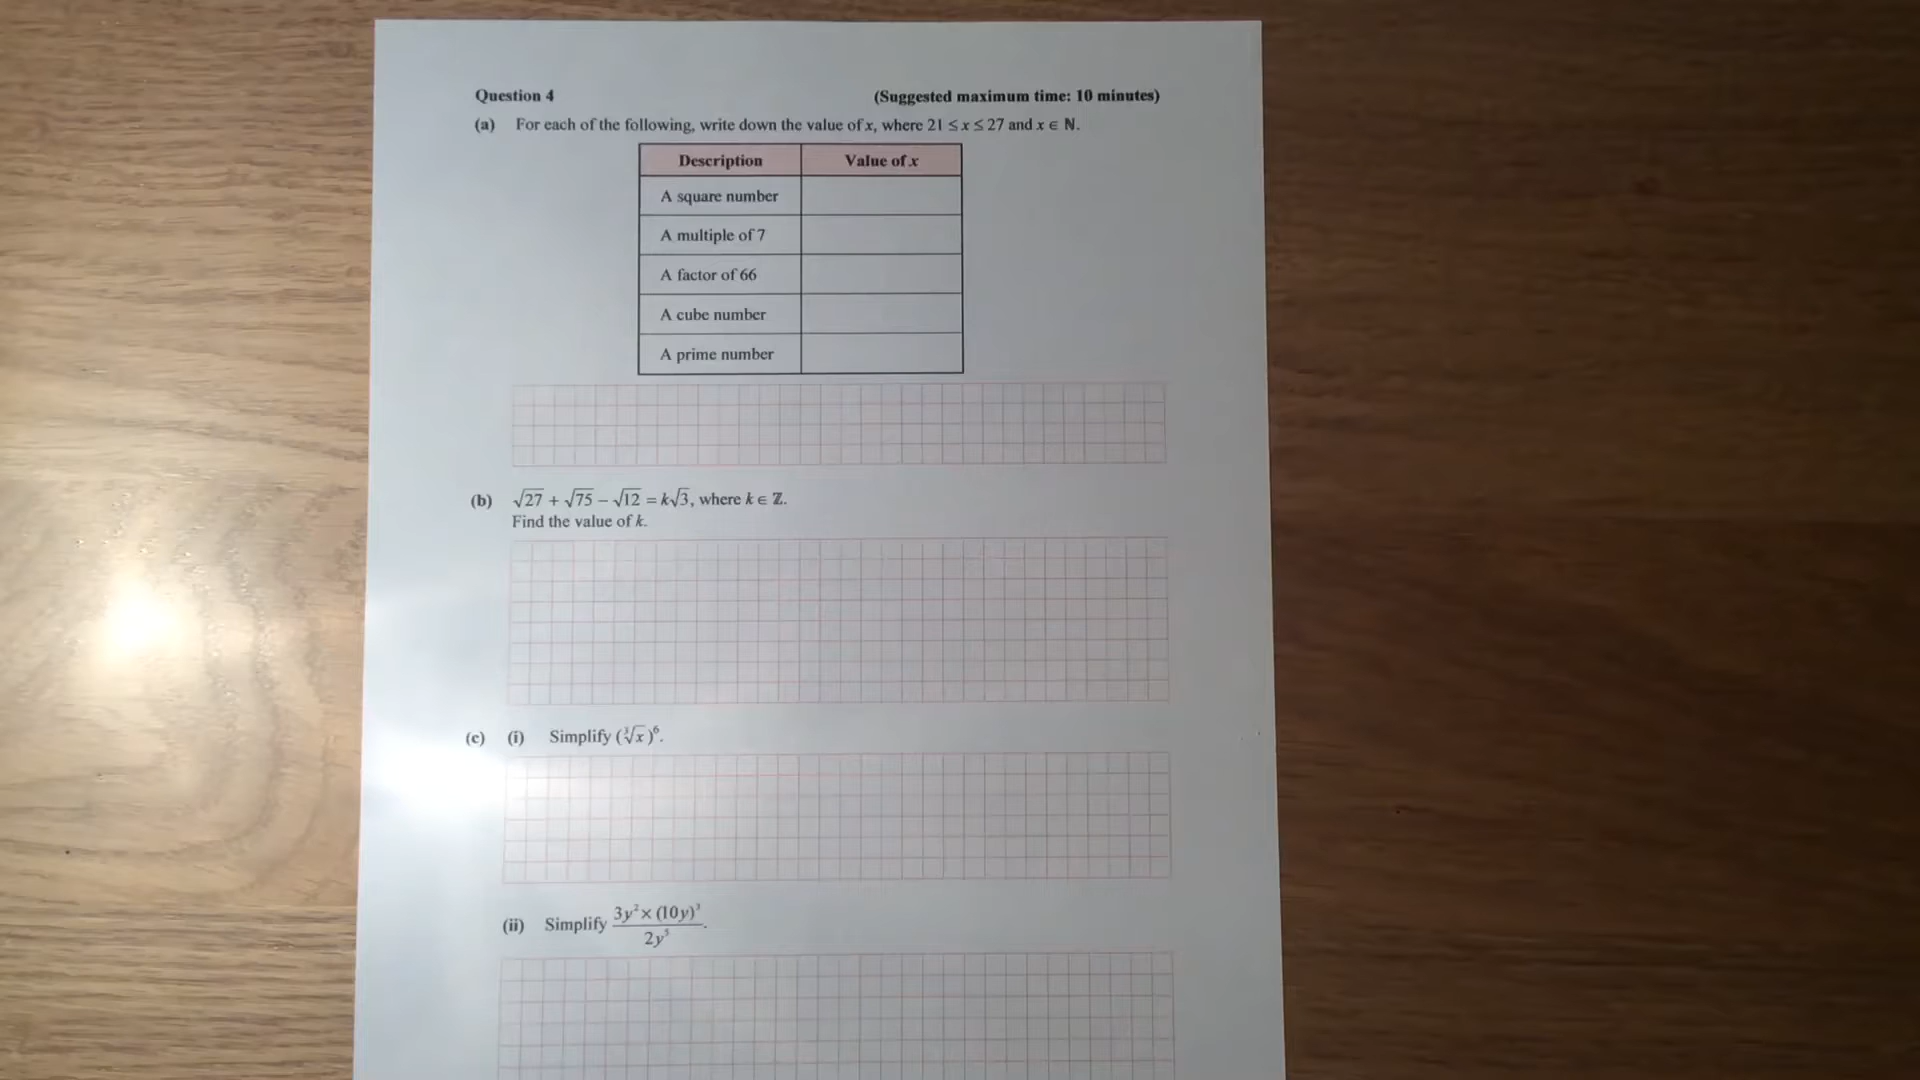 Question 4 (Suggested maximum time: 10 minutes)
(a) For each of the following, write down the value of x, where 21 ≤ x ≤ 27 and x ∈ ℕ.
Description Value of x
A square number
A multiple of 7
A factor of 66
A cube number
A prime number
(b) √27 + √75 − √12 = k√3, where k ∈ ℤ.
Find the value of k.
(c) (i) Simplify (∛x)⁶.
(ii) Simplify 3y² × (10y)³ / 2y⁵.